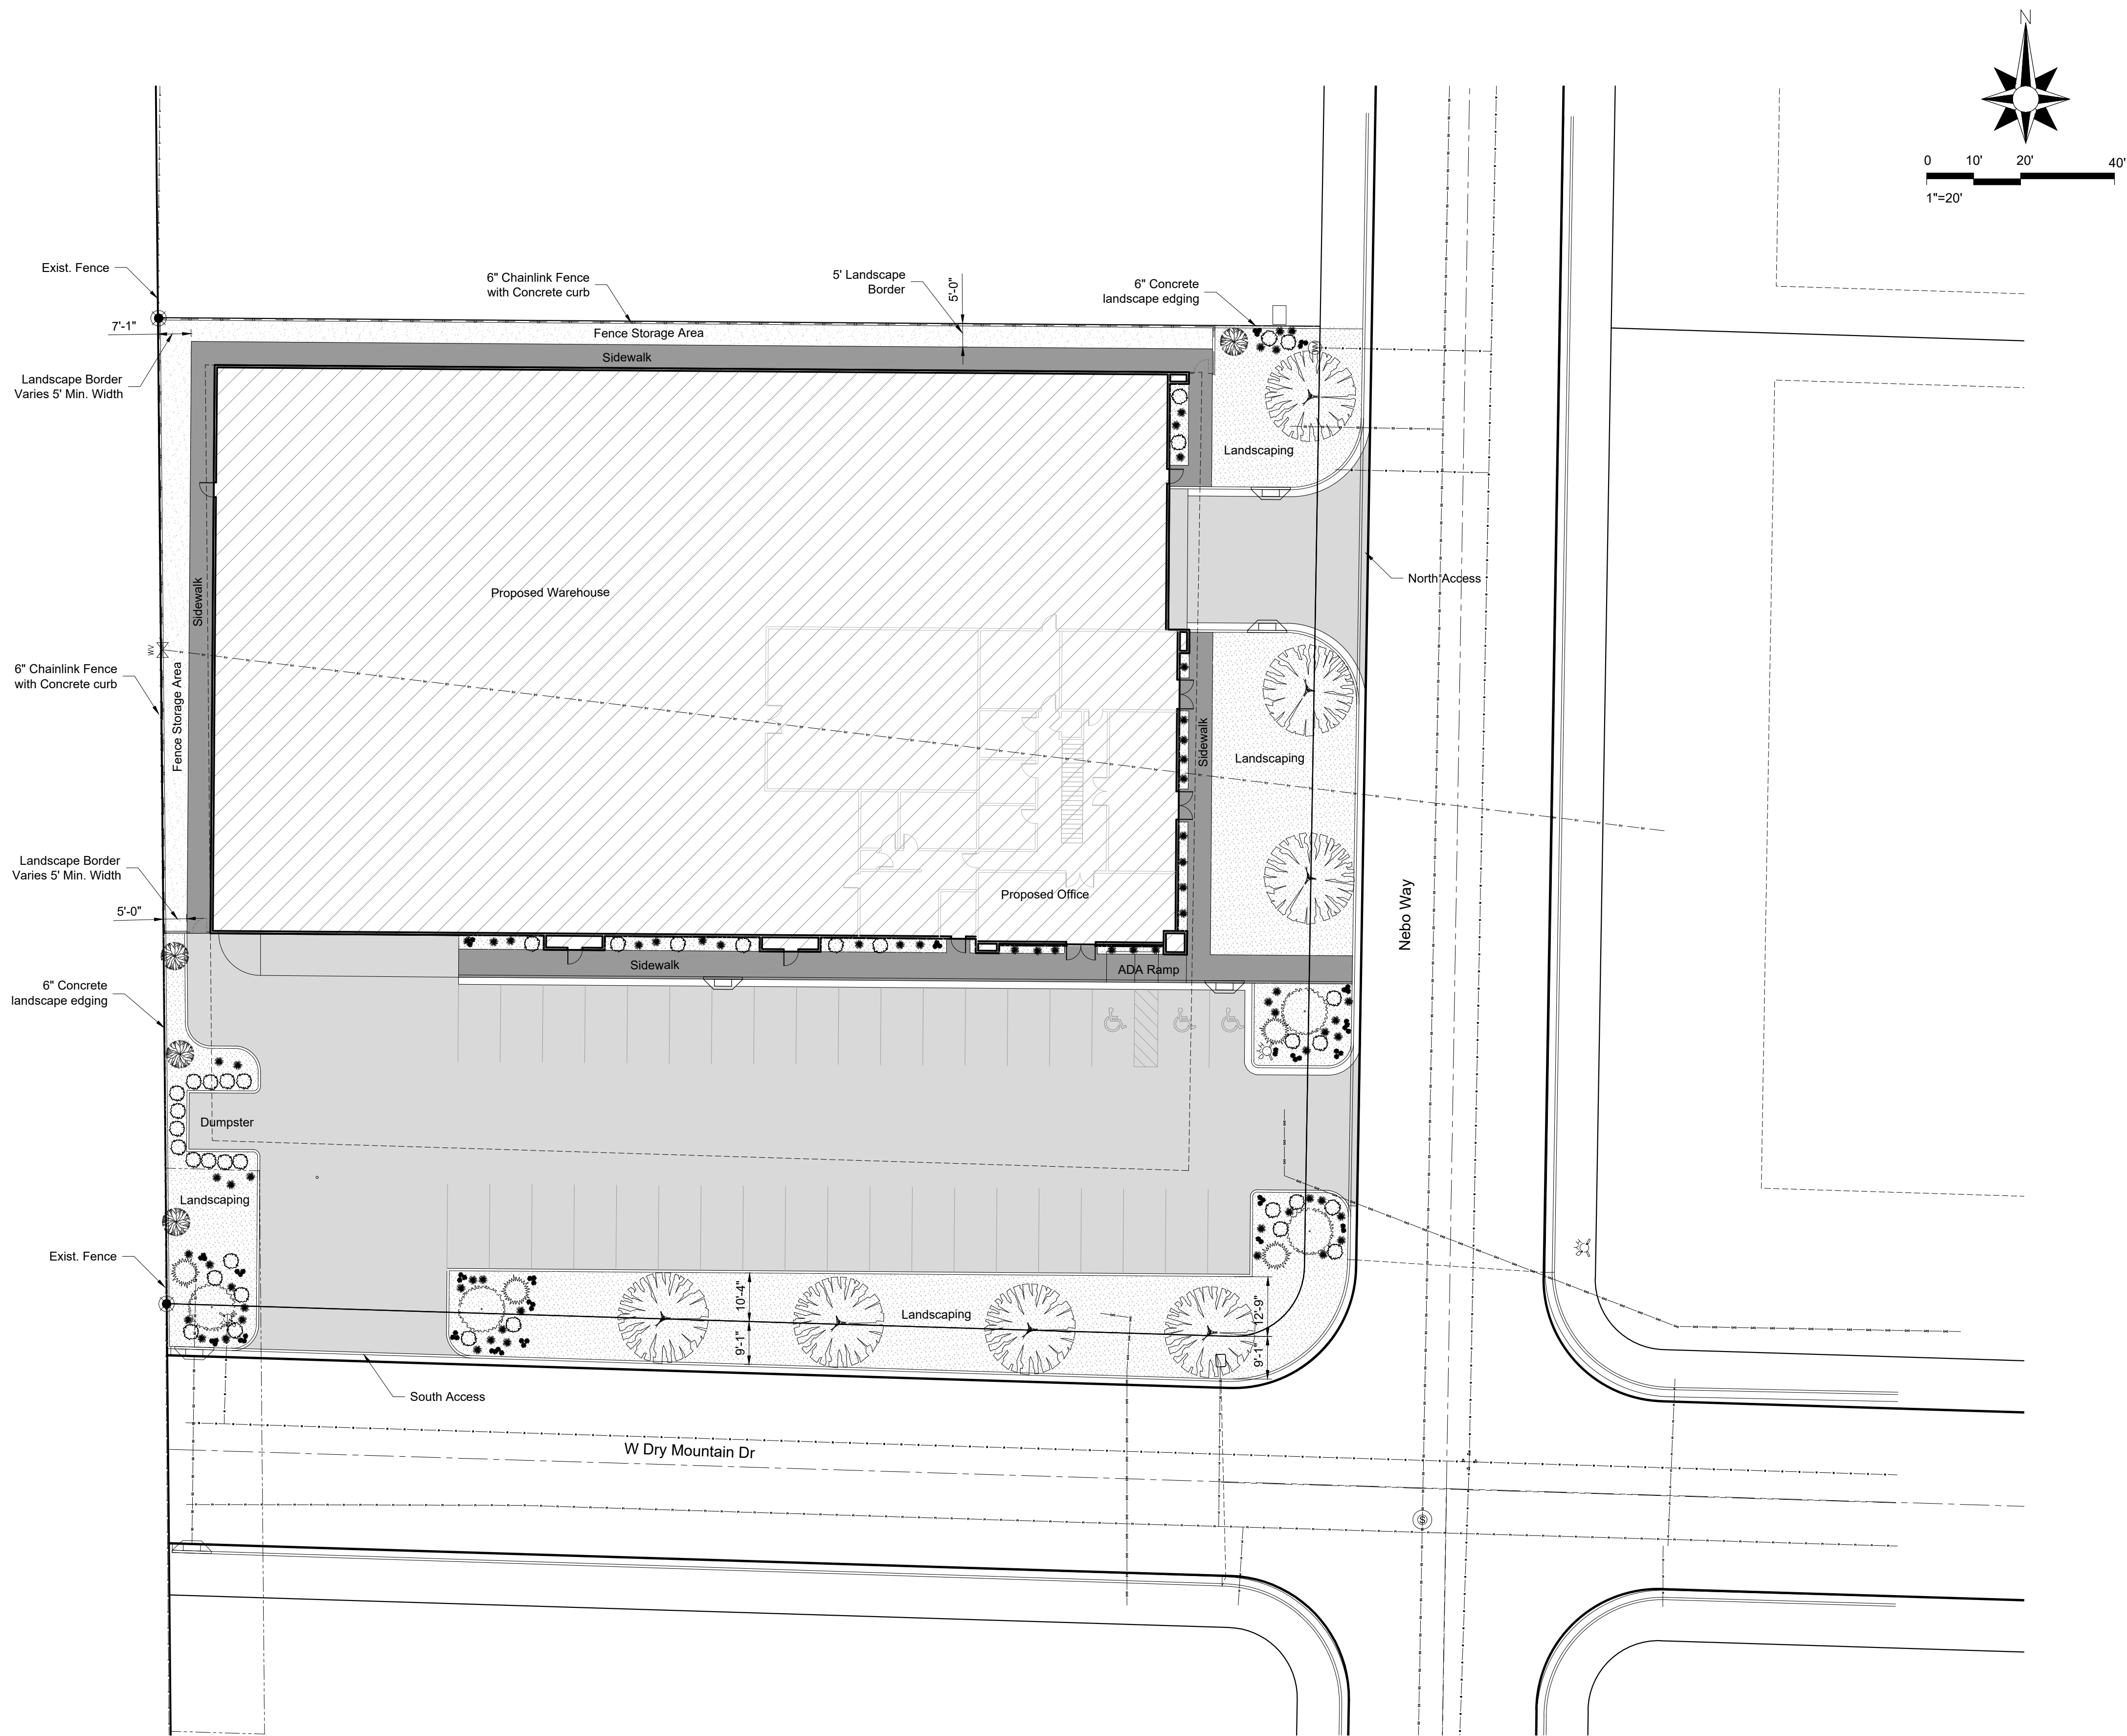 N
0 10' 20' 40'
1"=20'
Exist. Fence
6" Chainlink Fence
with Concrete curb
5' Landscape
Border
5'-0"
6" Concrete
landscape edging
7'-1"
Fence Storage Area
Sidewalk
Landscape Border
Varies 5' Min. Width
Landscaping
North Access
Proposed Warehouse
Sidewalk
WV
6" Chainlink Fence
with Concrete curb
Fence Storage Area
Sidewalk
Landscaping
Landscape Border
Varies 5' Min. Width
Proposed Office
5'-0"
Nebo Way
Sidewalk
ADA Ramp
6" Concrete
landscape edging
Dumpster
Landscaping
Exist. Fence
10'-4"
9'-1"
Landscaping
12'-9"
9'-1"
South Access
W Dry Mountain Dr
S